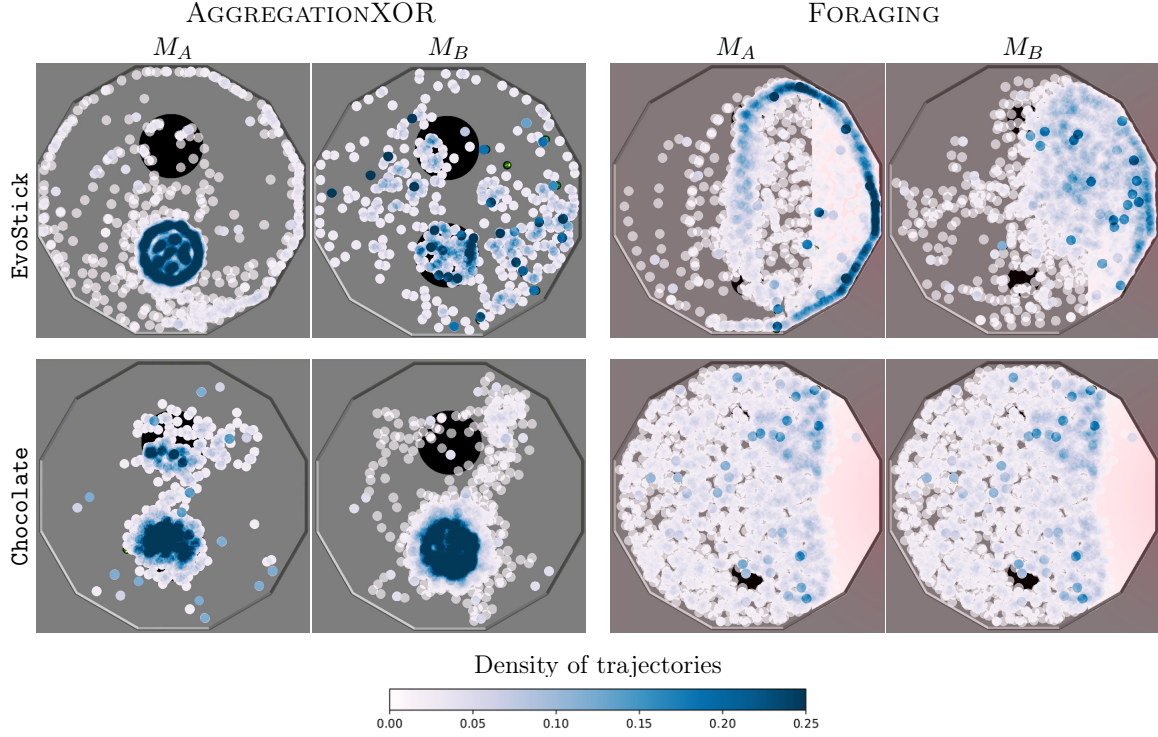 AGGREGATIONXOR FORAGING
M_A M_B M_A M_B
EvoStick
Chocolate
Density of trajectories
0.00 0.05 0.10 0.15 0.20 0.25